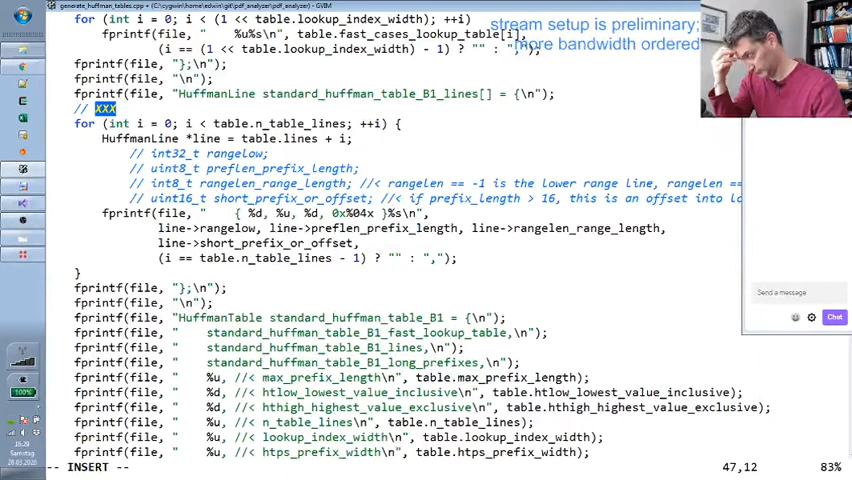 generate_huffman_tables.cpp + (C:\cygwin\home\edwin\git\pdf_analyzer\pdf_analyzer) - GVIM
stream setup is preliminary;
more bandwidth ordered
for (int i = 0; i < (1 << table.lookup_index_width); ++i)
fprintf(file, "    %u%s\n", table.fast_cases_lookup_table[i],
(i == (1 << table.lookup_index_width) - 1) ? "" : ",");
fprintf(file, "};\n");
fprintf(file, "\n");
fprintf(file, "HuffmanLine standard_huffman_table_B1_lines[] = {\n");
// XXX
for (int i = 0; i < table.n_table_lines; ++i) {
HuffmanLine *line = table.lines + i;
// int32_t rangelow;
// uint8_t preflen_prefix_length;
// int8_t rangelen_range_length; //< rangelen == -1 is the lower range line, rangelen
// uint16_t short_prefix_or_offset; //< if prefix_length > 16, this is an offset into
fprintf(file, "    { %d, %u, %d, 0x%04x }%s\n",
line->rangelow, line->preflen_prefix_length, line->rangelen_range_length,
line->short_prefix_or_offset,
(i == table.n_table_lines - 1) ? "" : ",");
}
fprintf(file, "};\n");
fprintf(file, "\n");
fprintf(file, "HuffmanTable standard_huffman_table_B1 = {\n");
fprintf(file, "    standard_huffman_table_B1_fast_lookup_table,\n");
fprintf(file, "    standard_huffman_table_B1_lines,\n");
fprintf(file, "    standard_huffman_table_B1_long_prefixes,\n");
fprintf(file, "    %u, //< max_prefix_length\n", table.max_prefix_length);
fprintf(file, "    %d, //< htlow_lowest_value_inclusive\n", table.htlow_lowest_value_inclusive);
fprintf(file, "    %d, //< hthigh_highest_value_exclusive\n", table.hthigh_highest_value_exclusive);
fprintf(file, "    %u, //< n_table_lines\n", table.n_table_lines);
fprintf(file, "    %u, //< lookup_index_width\n", table.lookup_index_width);
fprintf(file, "    %u, //< htps_prefix_width\n", table.htps_prefix_width);
-- INSERT --
47,12
83%
Send a message
Chat
100%
Samstag
28.03.2020